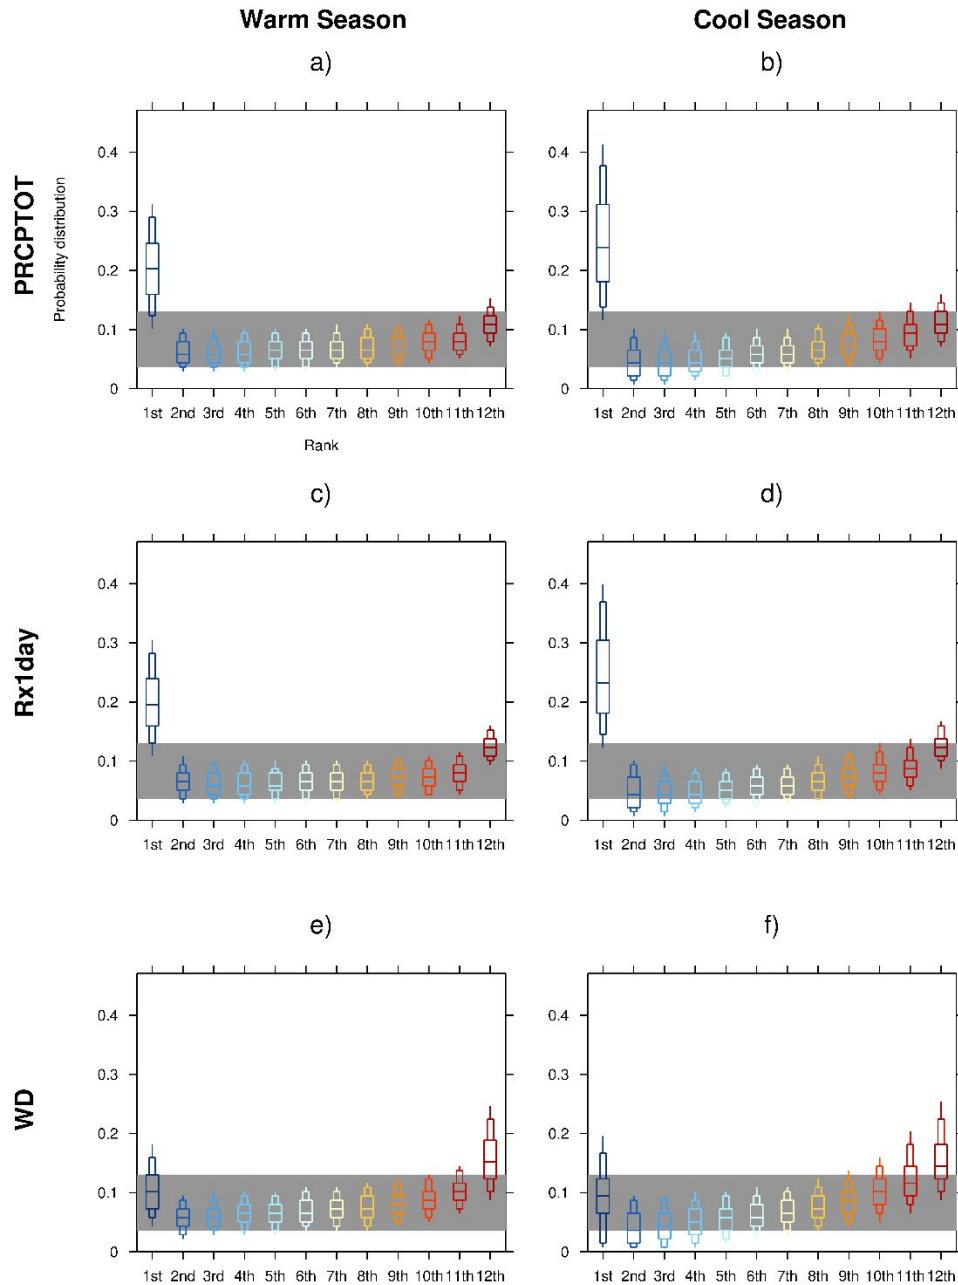 Warm Season
Cool Season
a)
b)
PRCPTOT
Probability distribution
0.4
0.3
0.2
0.1
0
1st 2nd 3rd 4th 5th 6th 7th 8th 9th 10th 11th 12th
Rank
0.4
0.3
0.2
0.1
0
1st 2nd 3rd 4th 5th 6th 7th 8th 9th 10th 11th 12th
c)
d)
Rx1day
0.4
0.3
0.2
0.1
0
1st 2nd 3rd 4th 5th 6th 7th 8th 9th 10th 11th 12th
0.4
0.3
0.2
0.1
0
1st 2nd 3rd 4th 5th 6th 7th 8th 9th 10th 11th 12th
e)
f)
WD
0.4
0.3
0.2
0.1
0
1st 2nd 3rd 4th 5th 6th 7th 8th 9th 10th 11th 12th
0.4
0.3
0.2
0.1
0
1st 2nd 3rd 4th 5th 6th 7th 8th 9th 10th 11th 12th